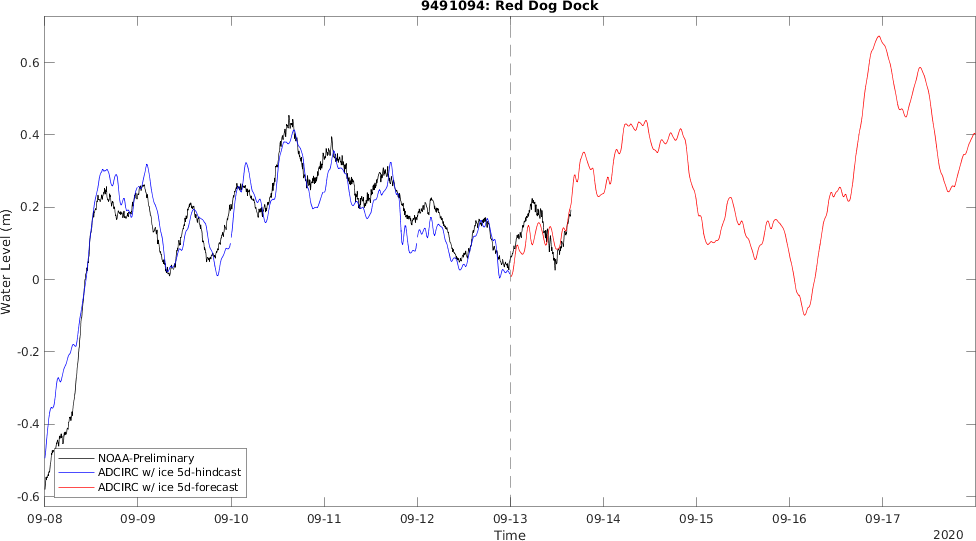 9491094: Red Dog Dock
Water Level (m)
0.6
0.4
0.2
0
-0.2
-0.4
-0.6
NOAA-Preliminary
ADCIRC w/ ice 5d-hindcast
ADCIRC w/ ice 5d-forecast
09-08 09-09 09-10 09-11 09-12 09-13 09-14 09-15 09-16 09-17
Time
2020